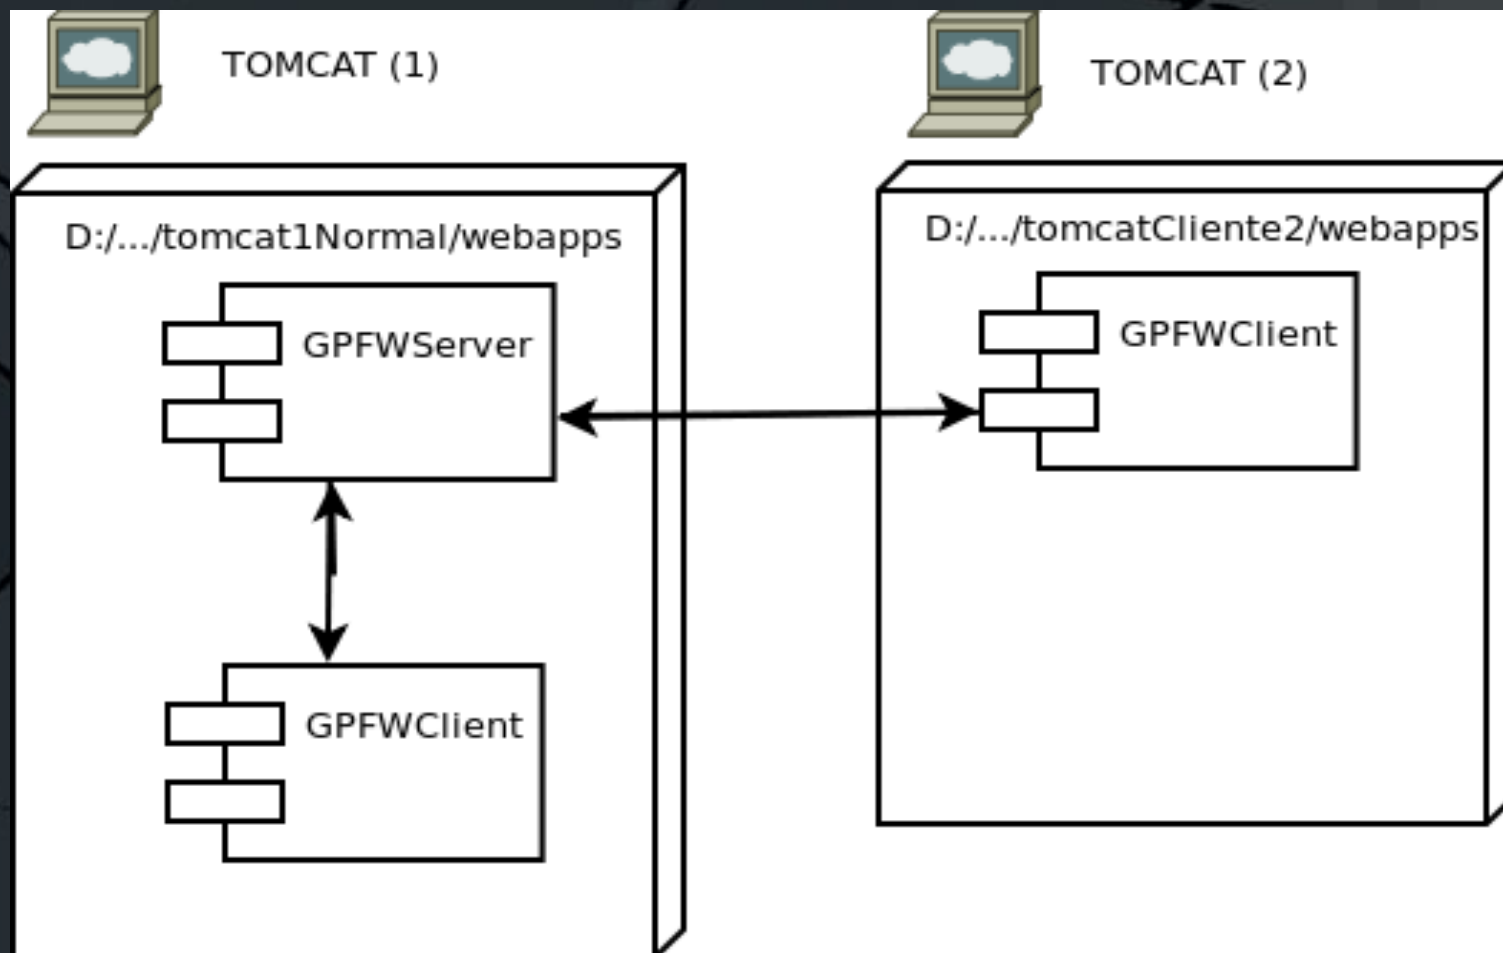 TOMCAT (1)
TOMCAT (2)
D:/.../tomcat1Normal/webapps
GPFWServer
GPFWClient
D:/.../tomcatCliente2/webapps
GPFWClient